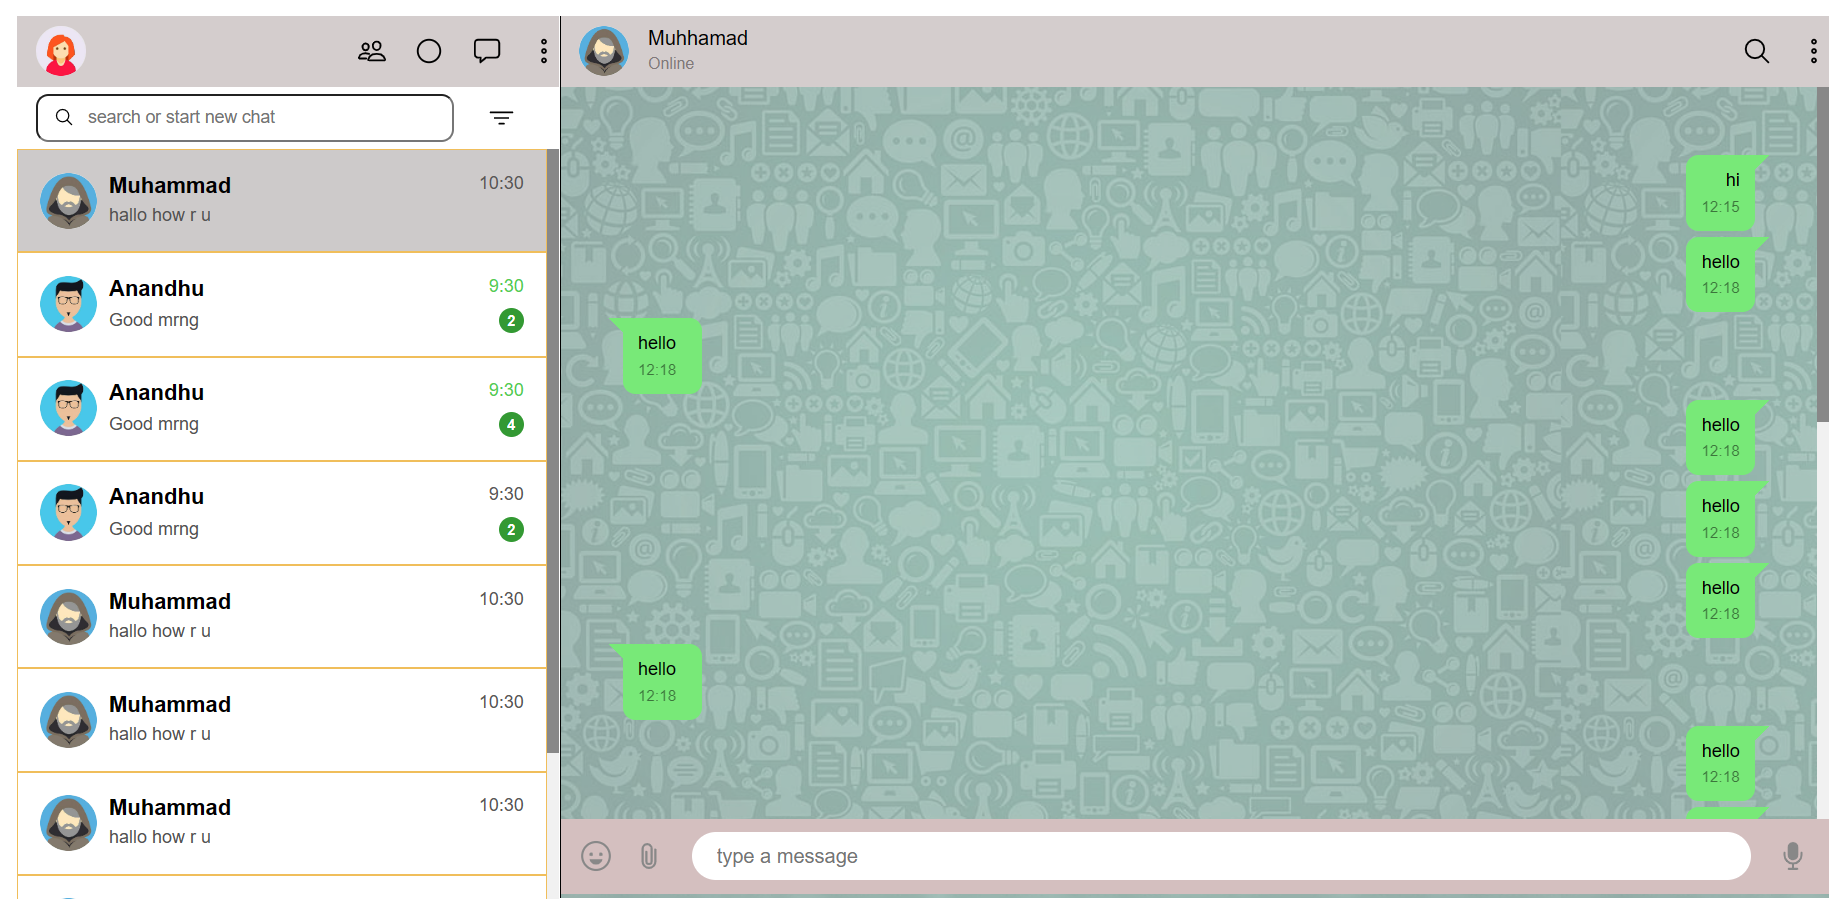 search or start new chat
Muhammad
10:30
hallo how r u
Anandhu
9:30
Good mrng
2
Anandhu
9:30
Good mrng
4
Anandhu
9:30
Good mrng
2
Muhammad
10:30
hallo how r u
Muhammad
10:30
hallo how r u
Muhammad
10:30
hallo how r u
Muhhamad
Online
hi
12:15
hello
12:18
hello
12:18
hello
12:18
hello
12:18
hello
12:18
hello
12:18
hello
12:18
type a message